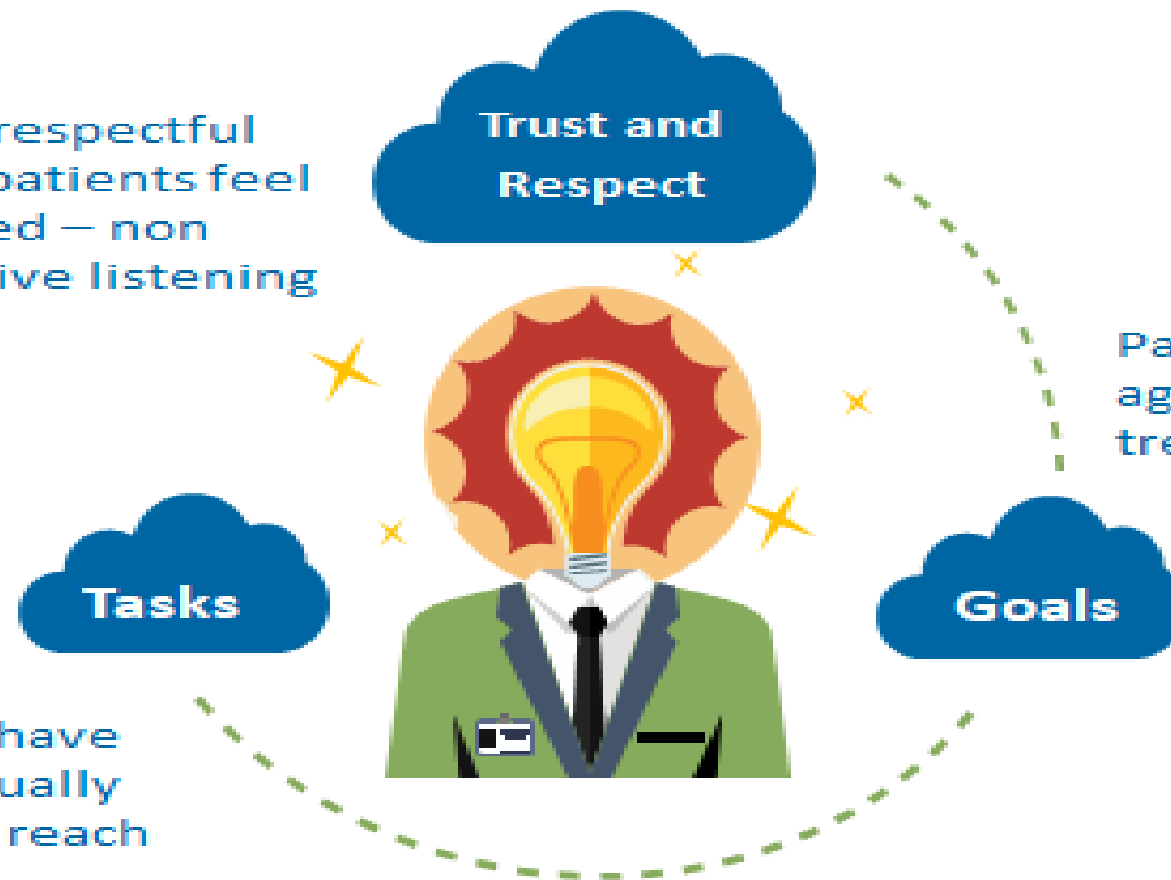 Trust and
Respect
respectful
patients feel
ed – non
ive listening
Pa
ag
tre
Tasks
Goals
have
ually
reach